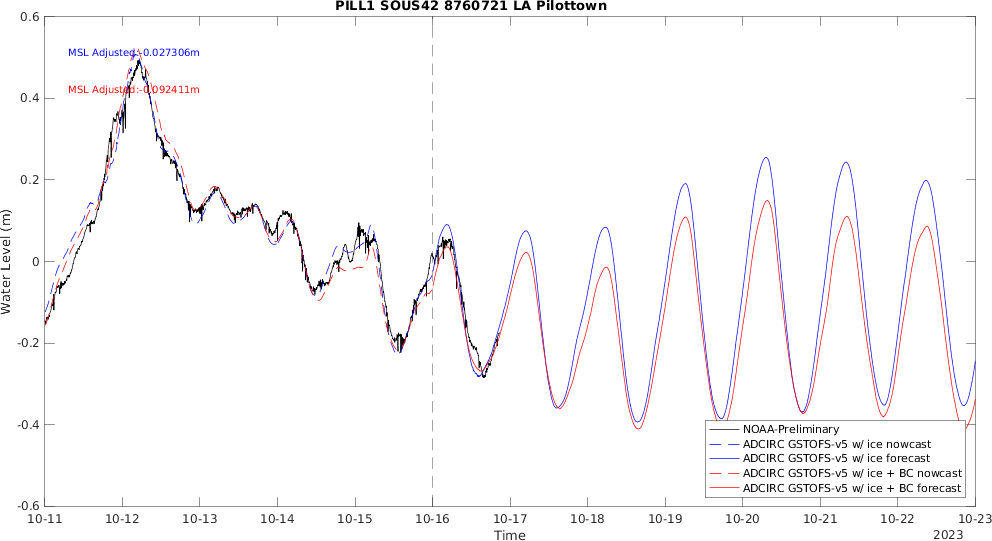 PILL1 SOUS42 8760721 LA Pilottown
0.6
MSL Adjusted:-0.027306m
MSL Adjusted:-0.092411m
0.4
0.2
0
-0.2
-0.4
-0.6
Water Level (m)
NOAA-Preliminary
ADCIRC GSTOFS-v5 w/ ice nowcast
ADCIRC GSTOFS-v5 w/ ice forecast
ADCIRC GSTOFS-v5 w/ ice + BC nowcast
ADCIRC GSTOFS-v5 w/ ice + BC forecast
10-11 10-12 10-13 10-14 10-15 10-16 10-17 10-18 10-19 10-20 10-21 10-22 10-23
Time
2023